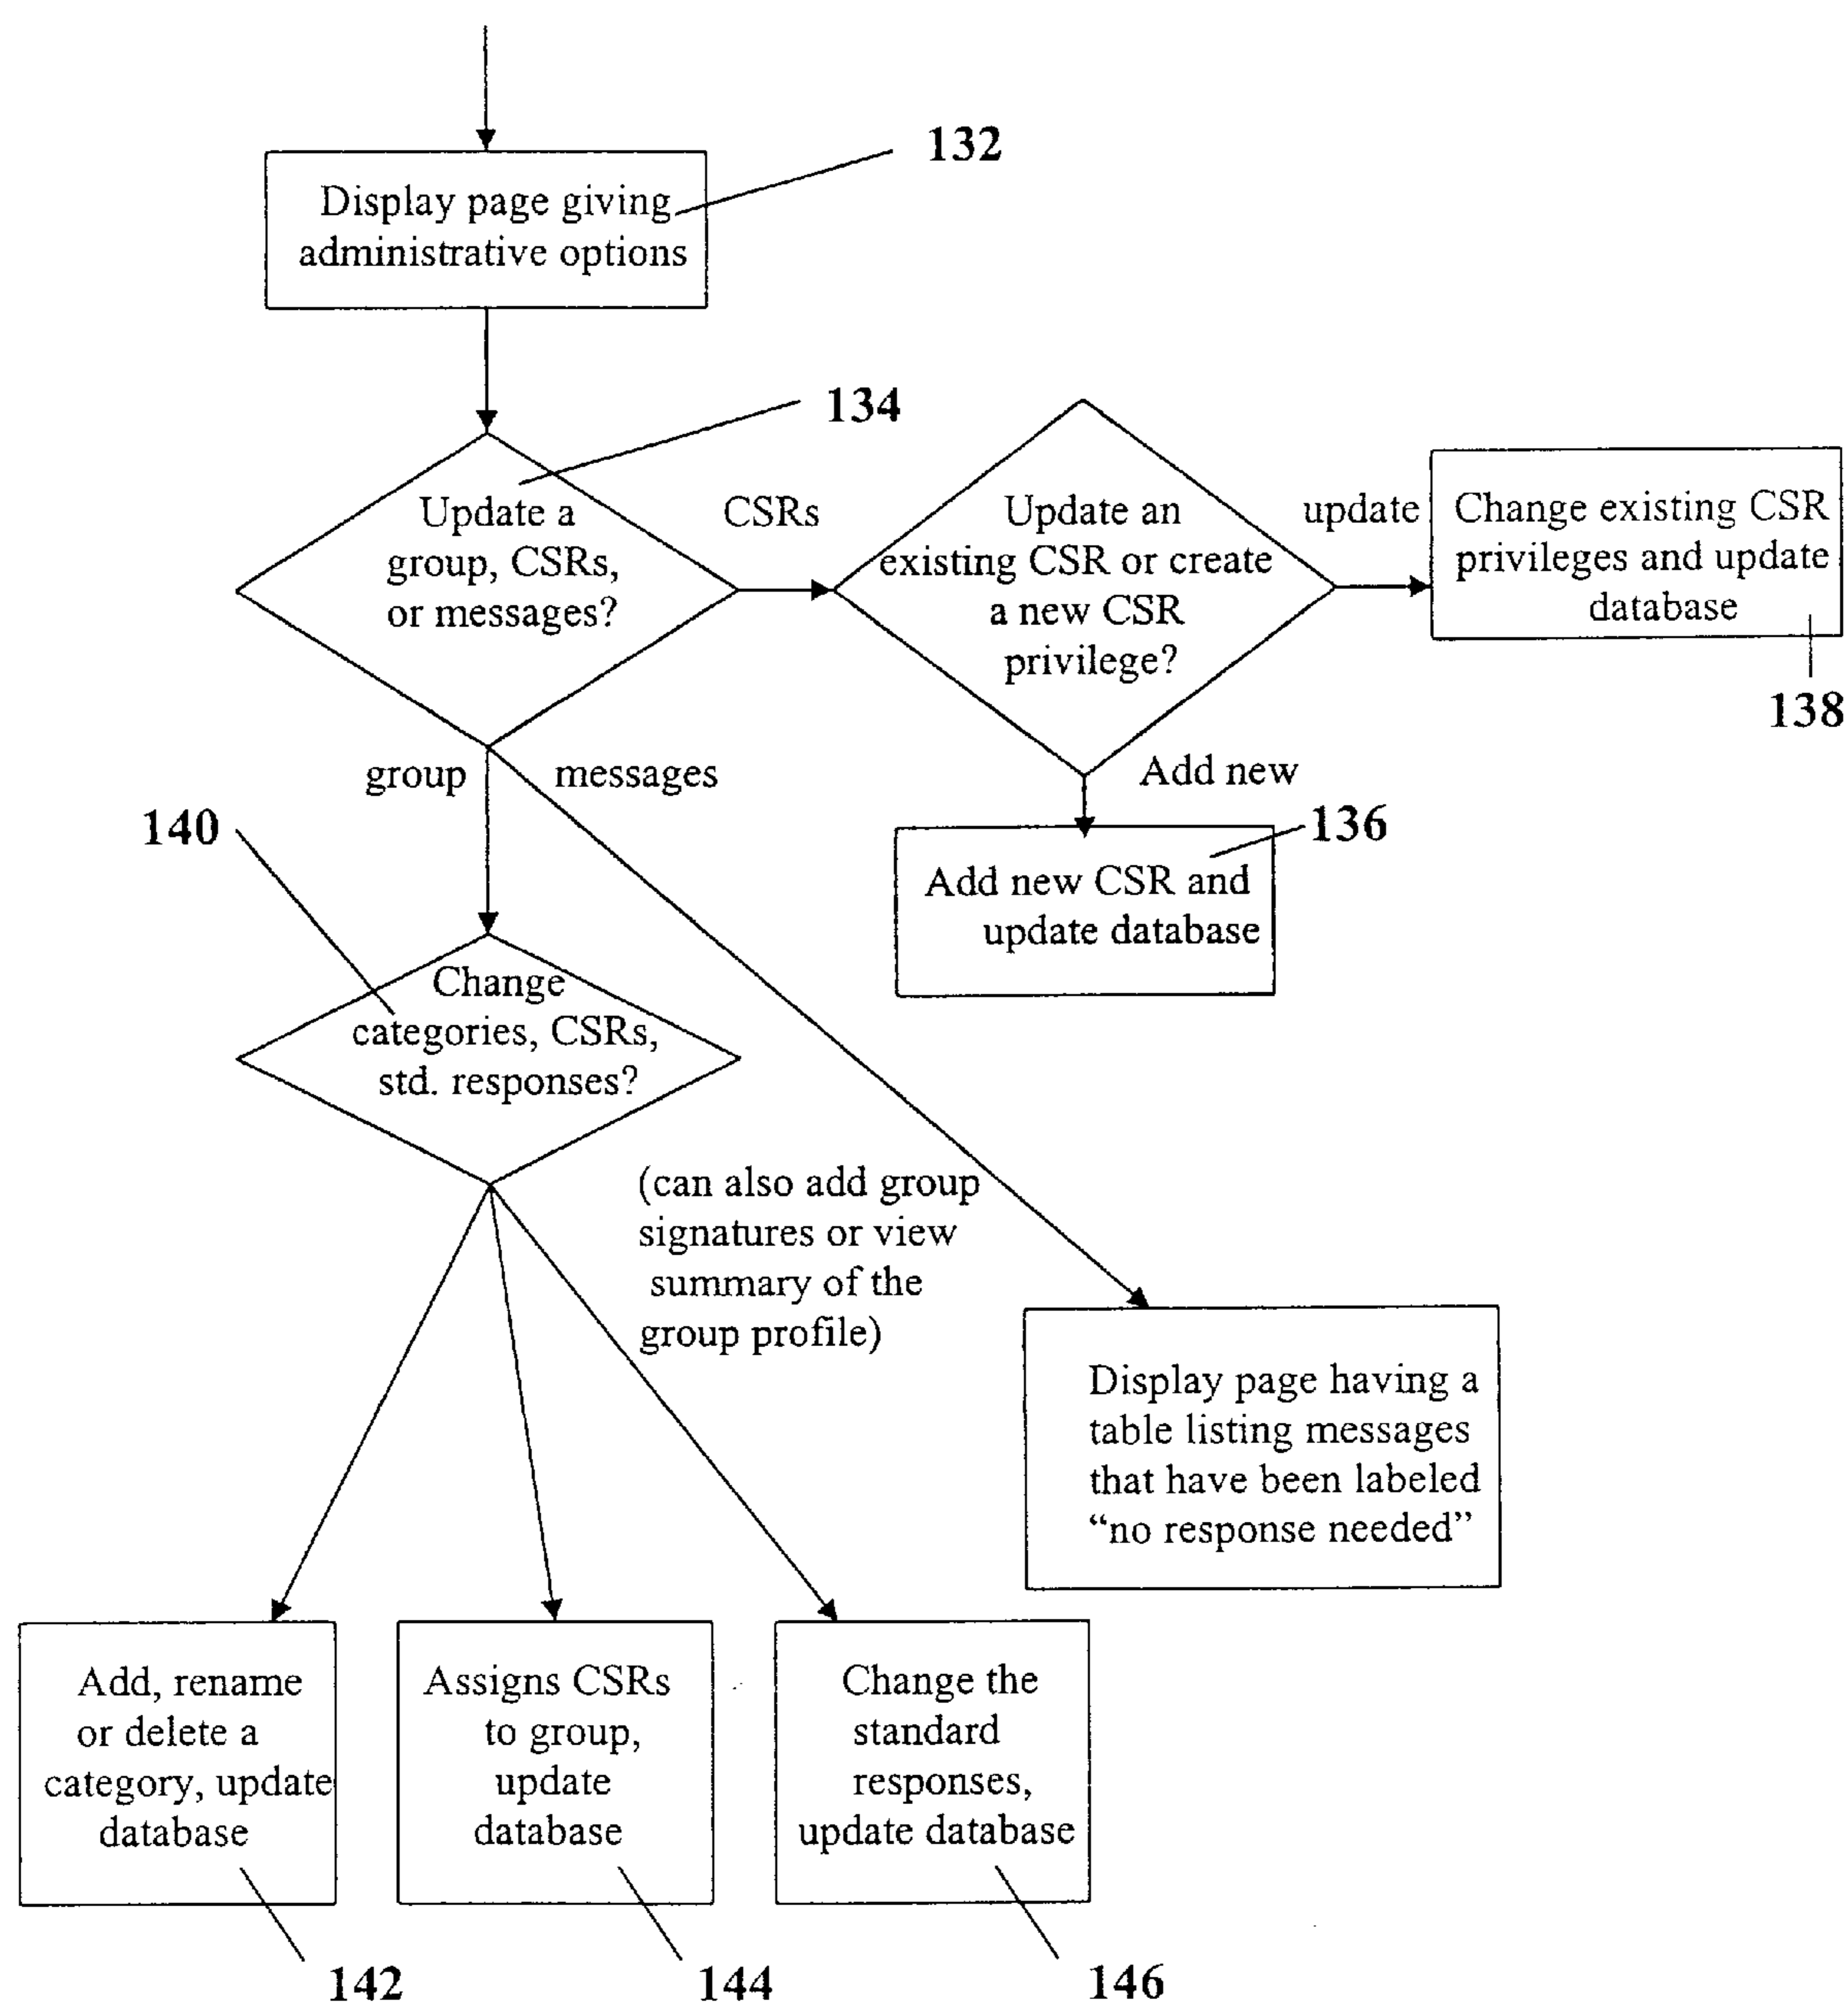 132
Display page giving
administrative options
134
Update a
group, CSRs,
or messages?
CSRs
Update an
existing CSR or create
a new CSR
privilege?
update
Change existing CSR
privileges and update
database
138
group
messages
Add new
140
136
Add new CSR and
update database
Change
categories, CSRs,
std. responses?
(can also add group
signatures or view
summary of the
group profile)
Display page having a
table listing messages
that have been labeled
“no response needed”
Add, rename
or delete a
category, update
database
Assigns CSRs
to group,
update
database
Change the
standard
responses,
update database
142
144
146